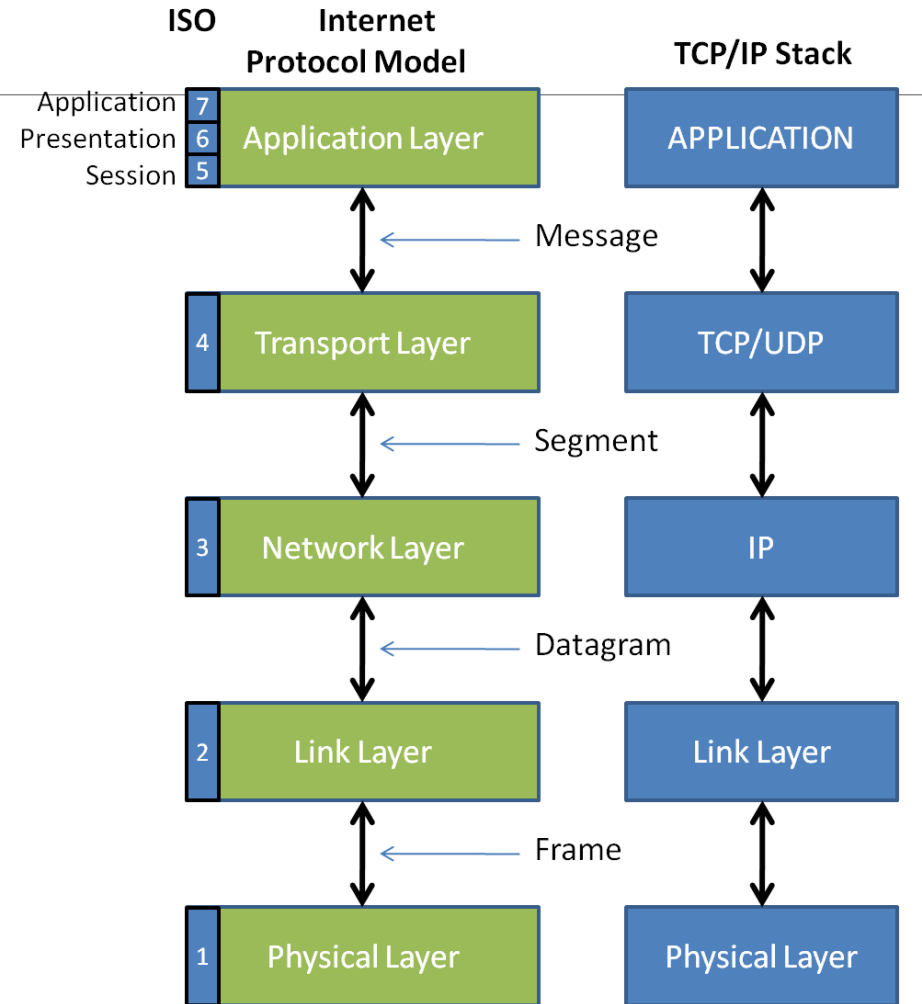 ISO
Internet
Protocol Model
TCP/IP Stack
Application
7
Presentation
6
Session
5
Application Layer
APPLICATION
Message
4
Transport Layer
TCP/UDP
Segment
3
Network Layer
IP
Datagram
2
Link Layer
Link Layer
Frame
1
Physical Layer
Physical Layer